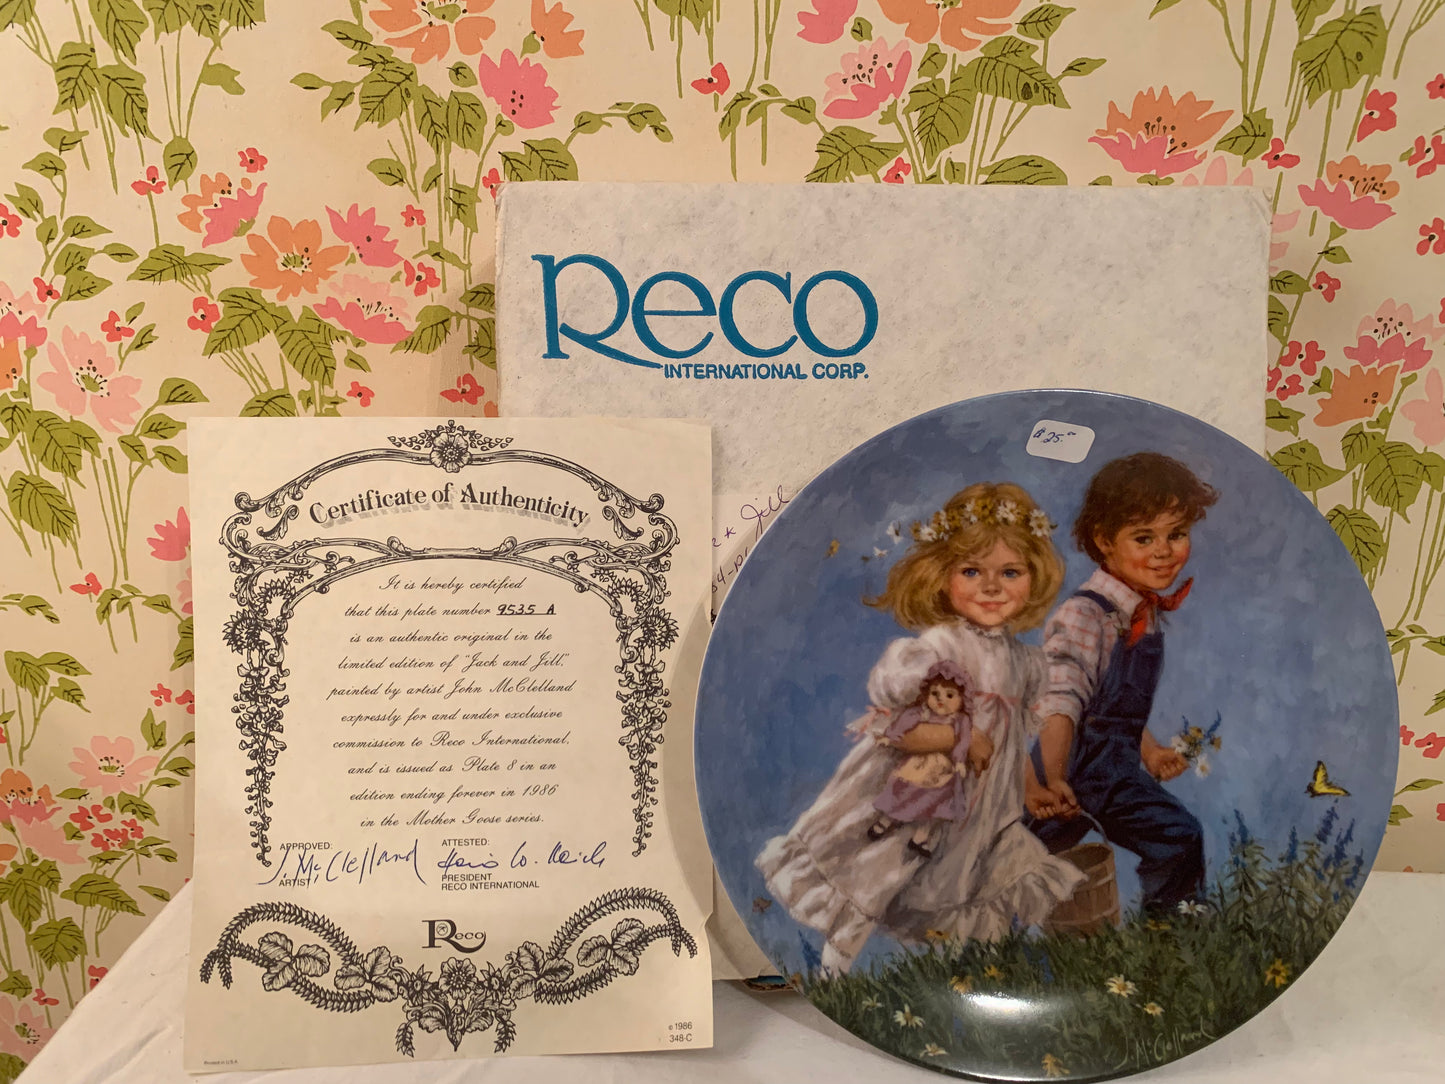 Reco
INTERNATIONAL CORP.
$25.00
Jill
Certificate of Authenticity
It is hereby certified
that this plate number 9535 A
is an authentic original in the
limited edition of "Jack and Jill,"
painted by artist John McClelland
expressly for and under exclusive
commission to Reco International,
and is issued as Plate 8 in an
edition ending forever in 1986
in the Mother Goose series.
APPROVED: ATTESTED:
J. McClelland
ARTIST PRESIDENT
RECO INTERNATIONAL
Reco
© 1986
348-C
Printed in U.S.A.
J. McClelland